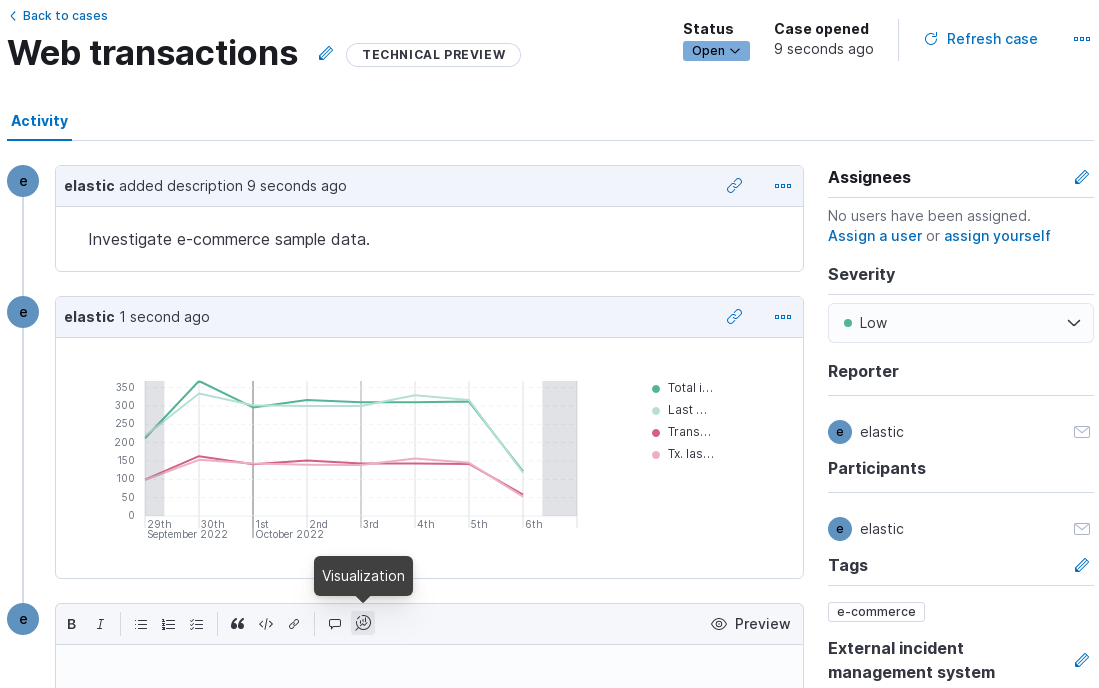 Back to cases
Web transactions
TECHNICAL PREVIEW
Status
Open
Case opened
9 seconds ago
Refresh case
Activity
e
elastic added description 9 seconds ago
Investigate e-commerce sample data.
e
elastic 1 second ago
350
300
250
200
150
100
50
0
29th
30th
1st
2nd
3rd
4th
5th
6th
September 2022
October 2022
Total i…
Last …
Trans…
Tx. las…
Visualization
e
B
I
Preview
Assignees
No users have been assigned.
Assign a user or assign yourself
Severity
Low
Reporter
e
elastic
Participants
e
elastic
Tags
e-commerce
External incident
management system